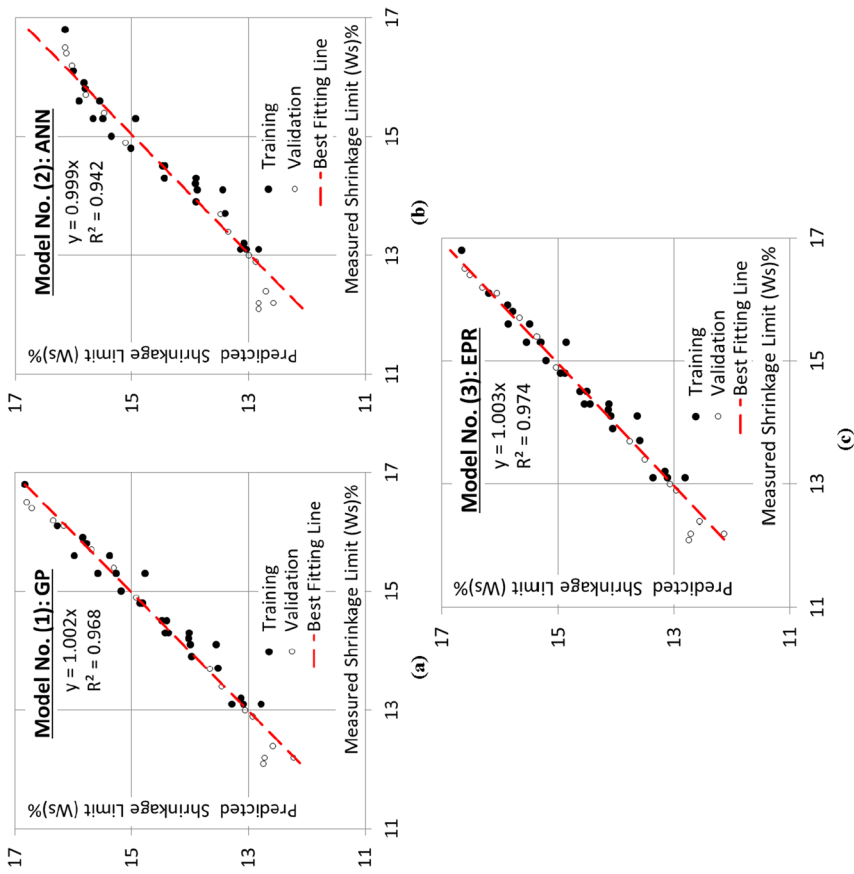 Model No. (1): GP
y = 1.002x
R² = 0.968
Predicted Shrinkage Limit (Ws)%
17
15
13
11
Training
Validation
Best Fitting Line
Measured Shrinkage Limit (Ws)%
11
13
15
17
(a)
Model No. (2): ANN
y = 0.999x
R² = 0.942
Predicted Shrinkage Limit (Ws)%
17
15
13
11
Training
Validation
Best Fitting Line
Measured Shrinkage Limit (Ws)%
11
13
15
17
(b)
Model No. (3): EPR
y = 1.003x
R² = 0.974
Predicted Shrinkage Limit (Ws)%
17
15
13
11
Training
Validation
Best Fitting Line
Measured Shrinkage Limit (Ws)%
11
13
15
17
(c)